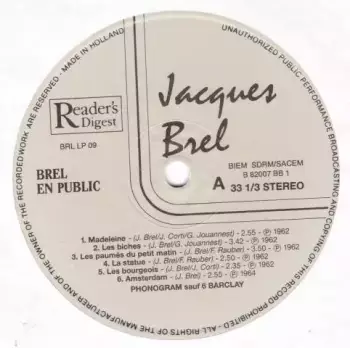 UNAUTHORIZED PUBLIC PERFORMANCE BROADCASTING AND COPYING OF THIS RECORD PROHIBITED - ALL RIGHTS OF THE MANUFACTURER AND OF THE OWNER OF THE RECORDED WORK ARE RESERVED - MADE IN HOLLAND
Reader's
Digest
BRL LP 09
BREL
EN PUBLIC
Jacques
Brel
BIEM SDRM/SACEM
B 82007 BB 1
A 33 1/3 STEREO
1. Madeleine - (J. Brel/J. Corti/G. Jouannest) - 2.55 - ℗ 1962
2. Les biches - (J. Brel/G. Jouannest) - 3.42 - ℗ 1962
3. Les paumés du petit matin - (J. Brel/F. Rauber) - 3.50 - ℗ 1962
4. La statue - (J. Brel/F. Rauber) - 2.50 - ℗ 1962
5. Les bourgeois - (J. Brel/J. Corti) - 2.35 - ℗ 1962
6. Amsterdam - (J. Brel) - 2.55 - ℗ 1964
PHONOGRAM sauf 6 BARCLAY